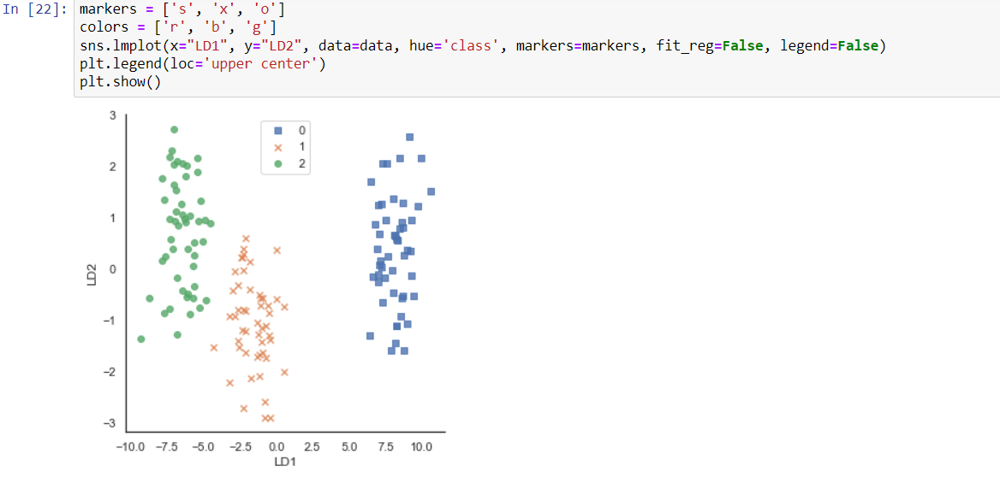 In [22]: markers = ['s', 'x', 'o']
colors = ['r', 'b', 'g']
sns.lmplot(x="LD1", y="LD2", data=data, hue='class', markers=markers, fit_reg=False, legend=False)
plt.legend(loc='upper center')
plt.show()
3
2
1
0
−1
−2
−3
LD2
0
1
2
−10.0 −7.5 −5.0 −2.5 0.0 2.5 5.0 7.5 10.0
LD1